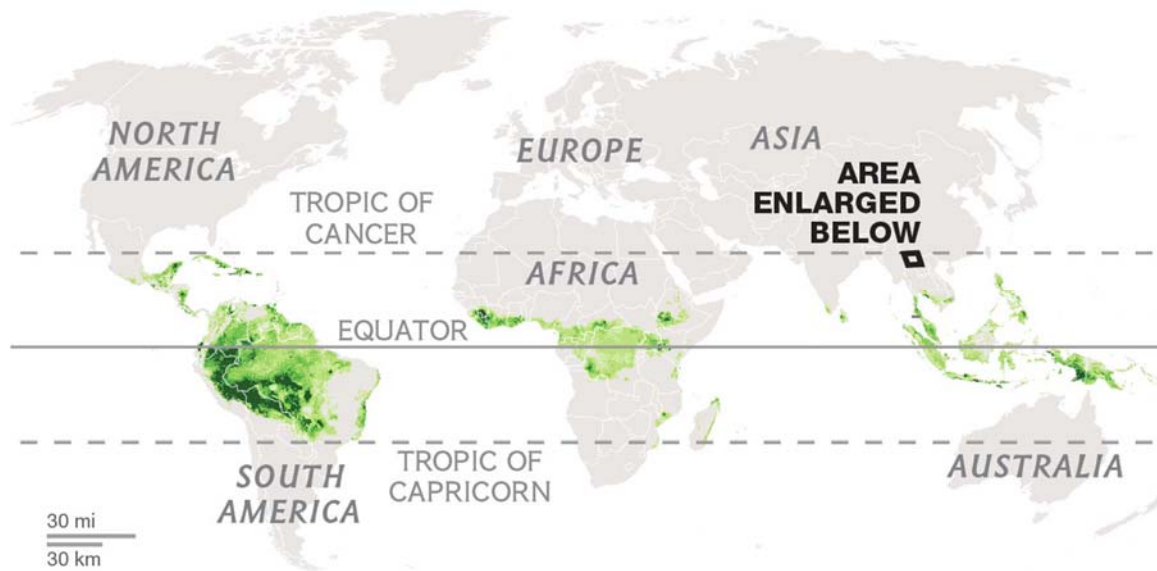 NORTH
AMERICA
EUROPE
ASIA
AREA
ENLARGED
BELOW
TROPIC OF
CANCER
AFRICA
EQUATOR
TROPIC OF
CAPRICORN
SOUTH
AMERICA
AUSTRALIA
30 mi
30 km